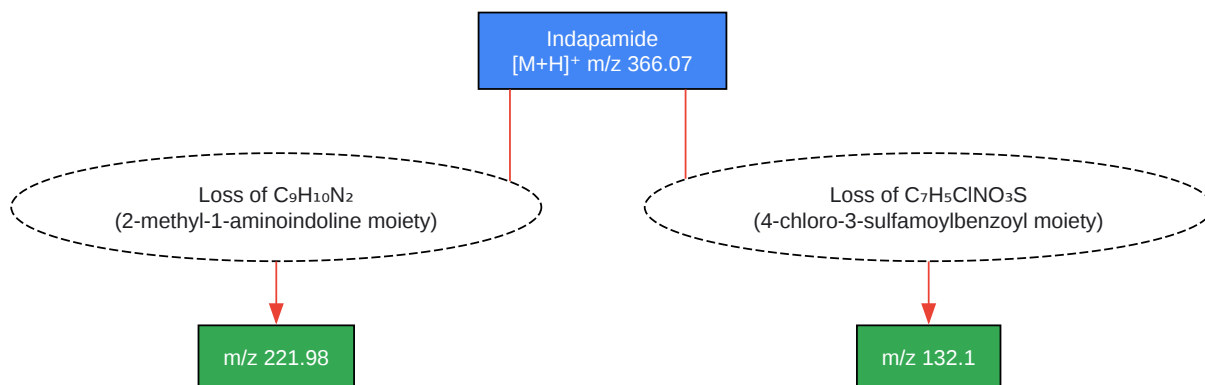 Indapamide
[M+H]⁺ m/z 366.07
Loss of C₉H₁₀N₂
(2-methyl-1-aminoindoline moiety)
Loss of C₇H₅ClNO₃S
(4-chloro-3-sulfamoylbenzoyl moiety)
m/z 221.98
m/z 132.1